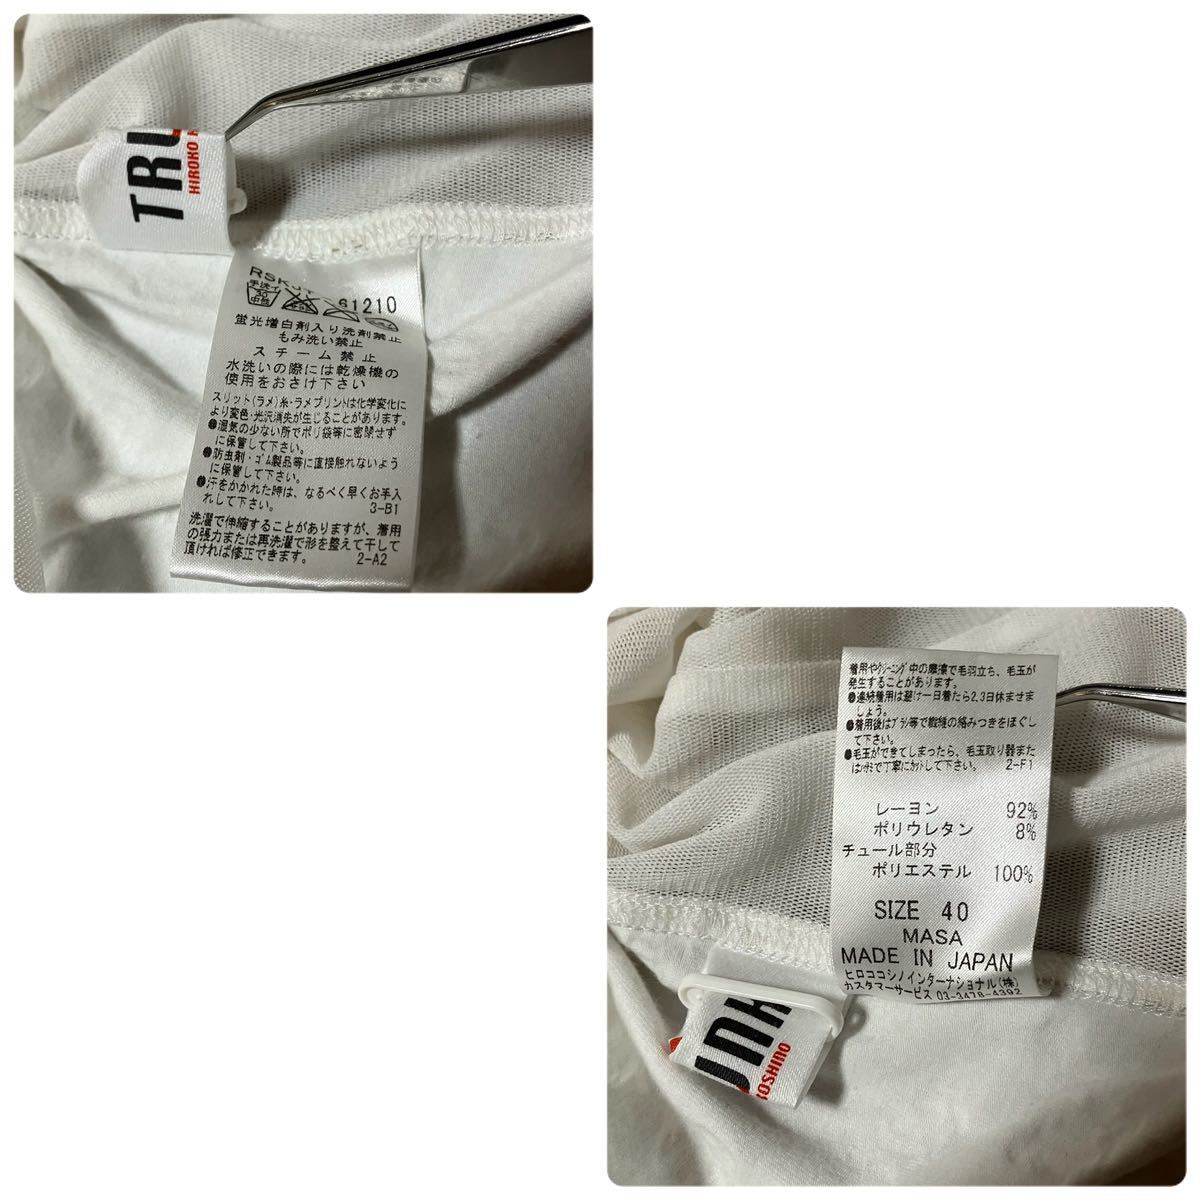 TRU
HIROKO
61210
手洗イ
30
中性
蛍光増白剤入り洗剤禁止
もみ洗い禁止
スチーム禁止
水洗いの際には乾燥機の
使用をおさけ下さい
スリット(ラメ)糸・ラメプリントは化学変化に
より変色・光沢消失が生じることがあります。
●湿気の少ない所でポリ袋等に密閉せず
に保管して下さい。
●防虫剤・ゴム製品等に直接触れないよう
に保管して下さい。
●汗をかかれた時は、なるべく早くお手入
れして下さい。 3-B1
洗濯で伸縮することがありますが、着用
の張力または再洗濯で形を整えて干して
頂ければ修正できます。 2-A2
着用やクリーニング中の摩擦で毛羽立ち、毛玉が
発生することがあります。
●連続着用は避け一日着たら2,3日休ませま
しょう。
●着用後はブラシ等で繊維の絡みつきをほぐし
て下さい。
●毛玉ができてしまったら、毛玉取り器また
はハサミで丁寧にカットして下さい。 2-F1
レーヨン 92%
ポリウレタン 8%
チュール部分
ポリエステル 100%
SIZE 40
MASA
MADE IN JAPAN
ヒロココシノインターナショナル(株)
カスタマーサービス 03-3478-4392
UNK
OSHINO